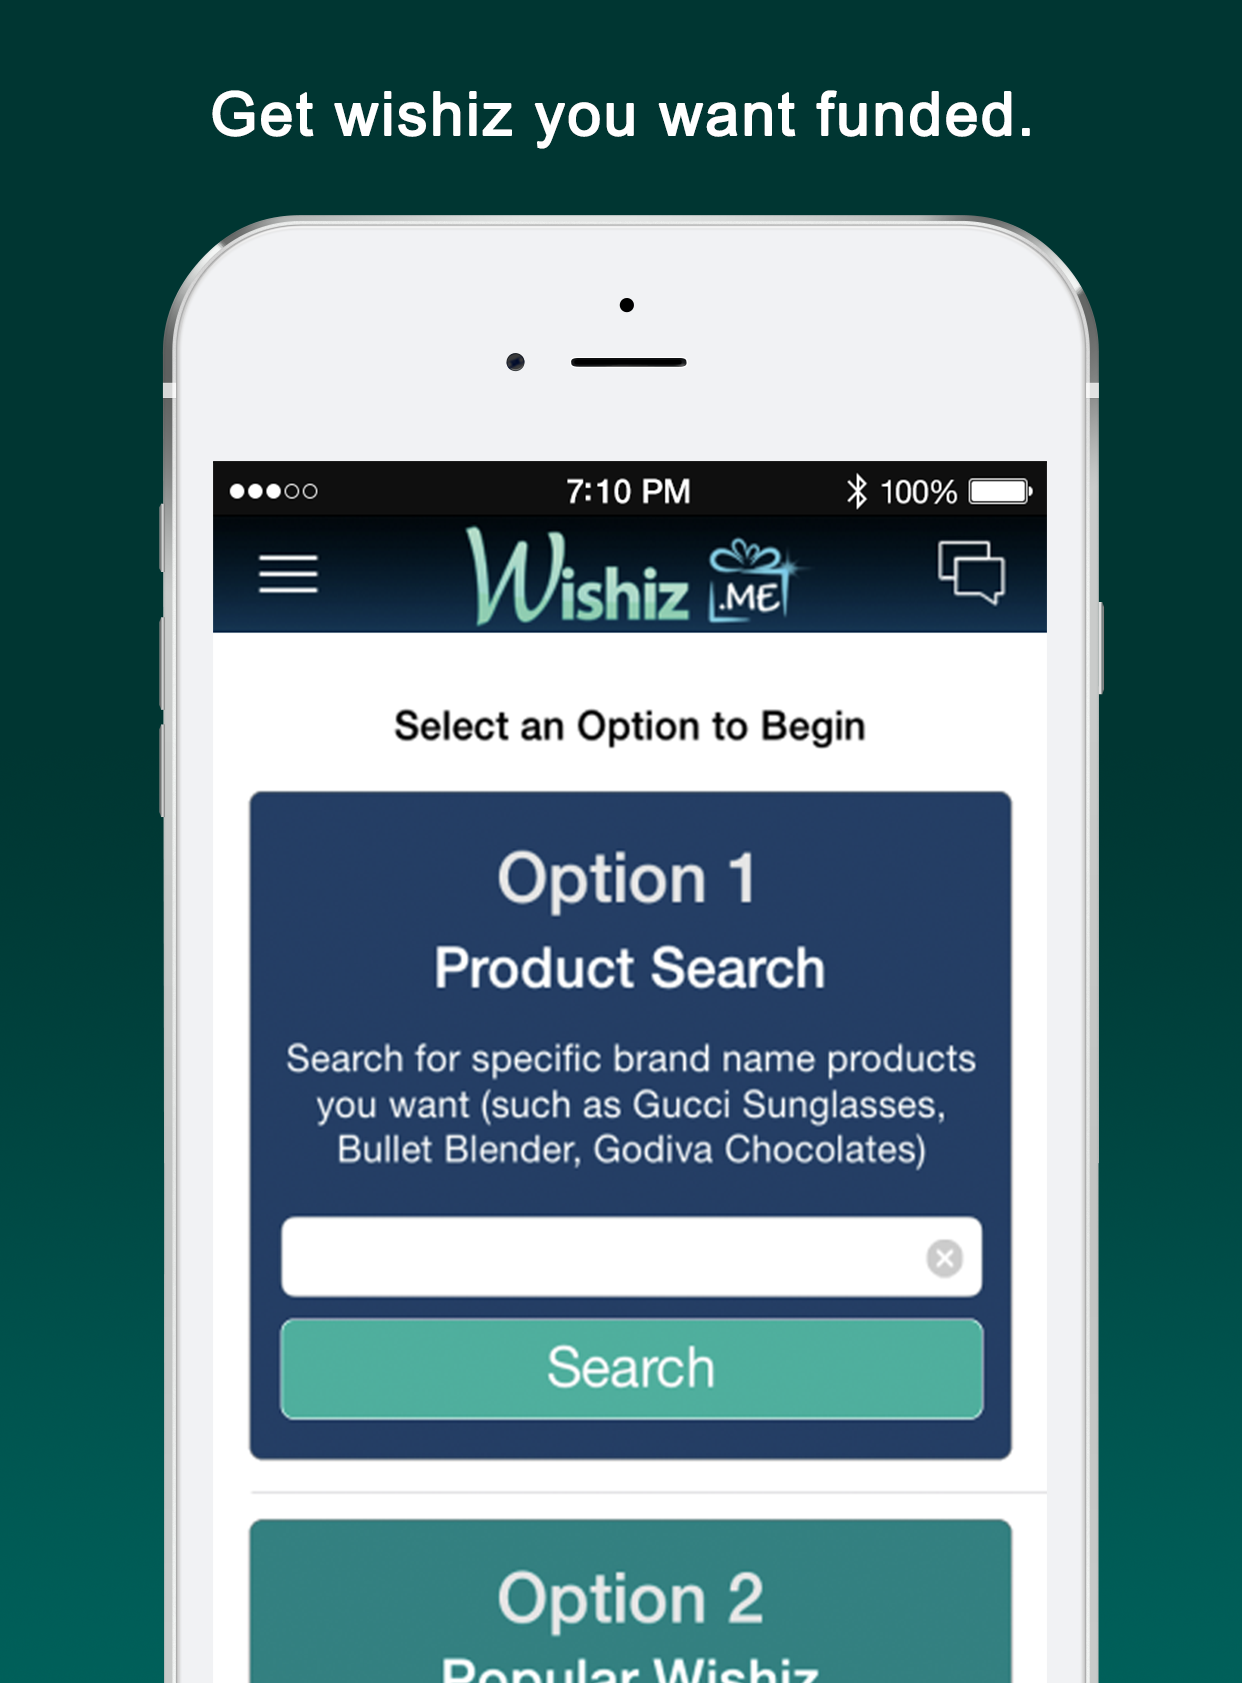 Get wishiz you want funded.
7:10 PM
100%
Wishiz .ME
Select an Option to Begin
Option 1
Product Search
Search for specific brand name products
you want (such as Gucci Sunglasses,
Bullet Blender, Godiva Chocolates)
Search
Option 2
Popular Wishiz